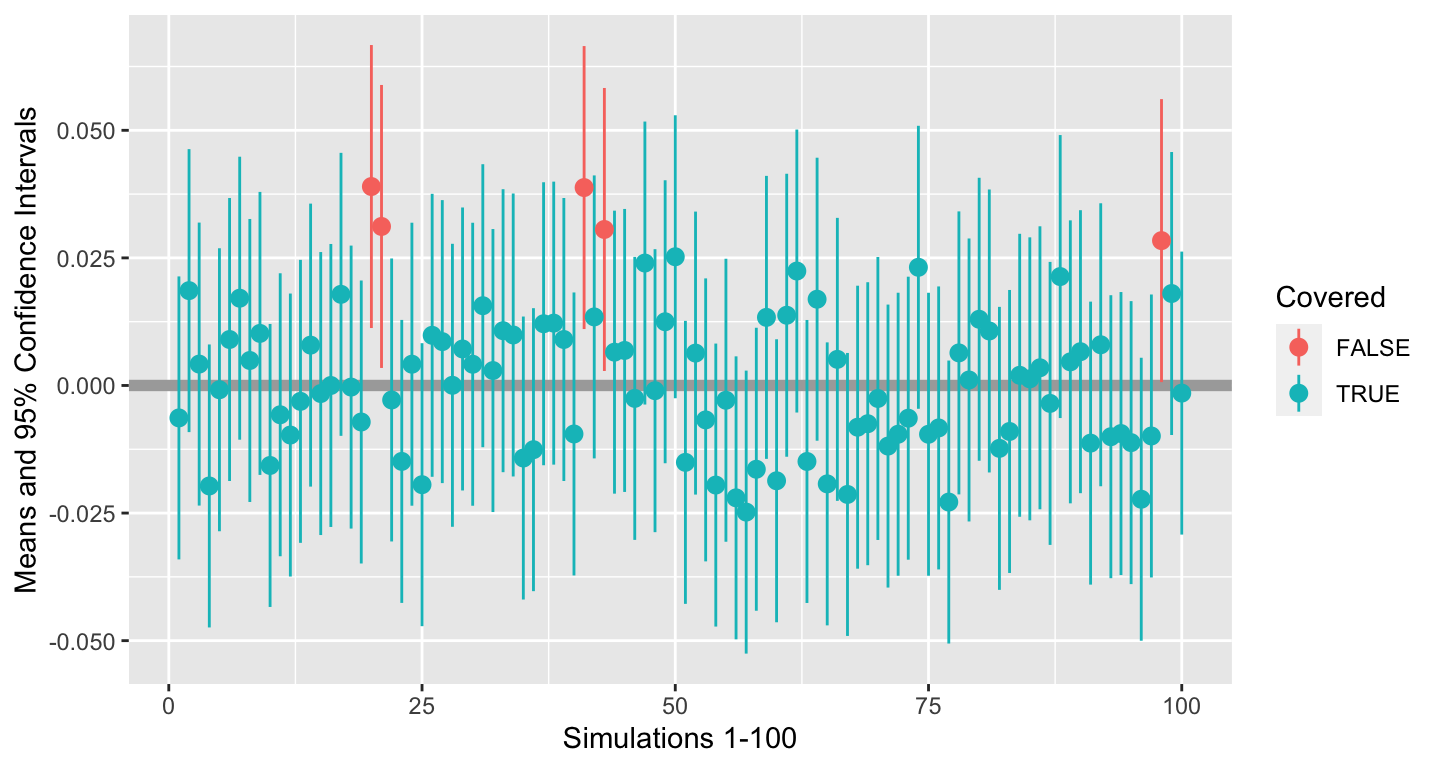 Means and 95% Confidence Intervals
0.050
0.025
0.000
-0.025
-0.050
0
25
50
75
100
Simulations 1-100
Covered
FALSE
TRUE